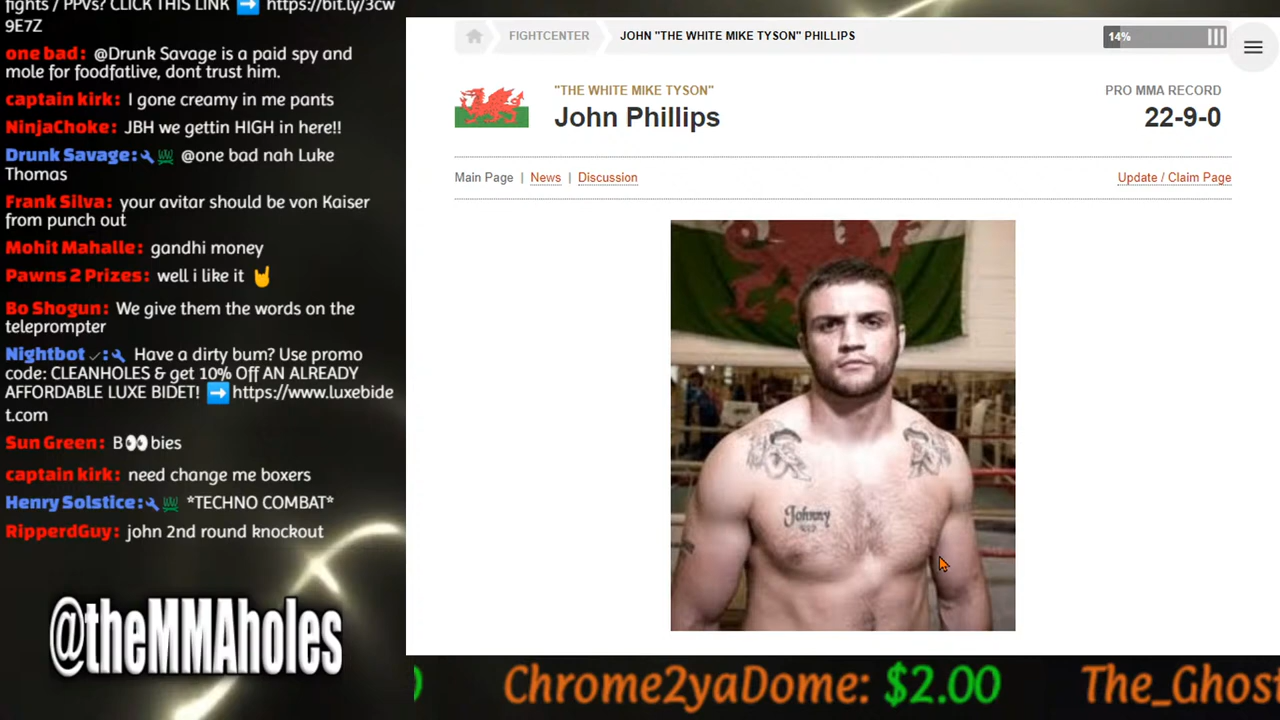 fights / PPVs? CLICK THIS LINK ➡ https://bit.ly/3cw
9E7Z
one bad: @Drunk Savage is a paid spy and
mole for foodfatlive, dont trust him.
captain kirk: I gone creamy in me pants
NinjaChoke: JBH we gettin HIGH in here!!
Drunk Savage: @one bad nah Luke
Thomas
Frank Silva: your avitar should be von Kaiser
from punch out
Mohit Mahalle: gandhi money
Pawns 2 Prizes: well i like it 🤘
Bo Shogun: We give them the words on the
teleprompter
Nightbot ✓: Have a dirty bum? Use promo
code: CLEANHOLES & get 10% Off AN ALREADY
AFFORDABLE LUXE BIDET! ➡ https://www.luxebide
t.com
Sun Green: B👀bies
captain kirk: need change me boxers
Henry Solstice: *TECHNO COMBAT*
RipperdGuy: john 2nd round knockout
@theMMAholes
FIGHTCENTER JOHN "THE WHITE MIKE TYSON" PHILLIPS
14%
"THE WHITE MIKE TYSON"
John Phillips
PRO MMA RECORD
22-9-0
Main Page | News | Discussion
Update / Claim Page
Johnny
) Chrome2yaDome: $2.00 The_Ghos